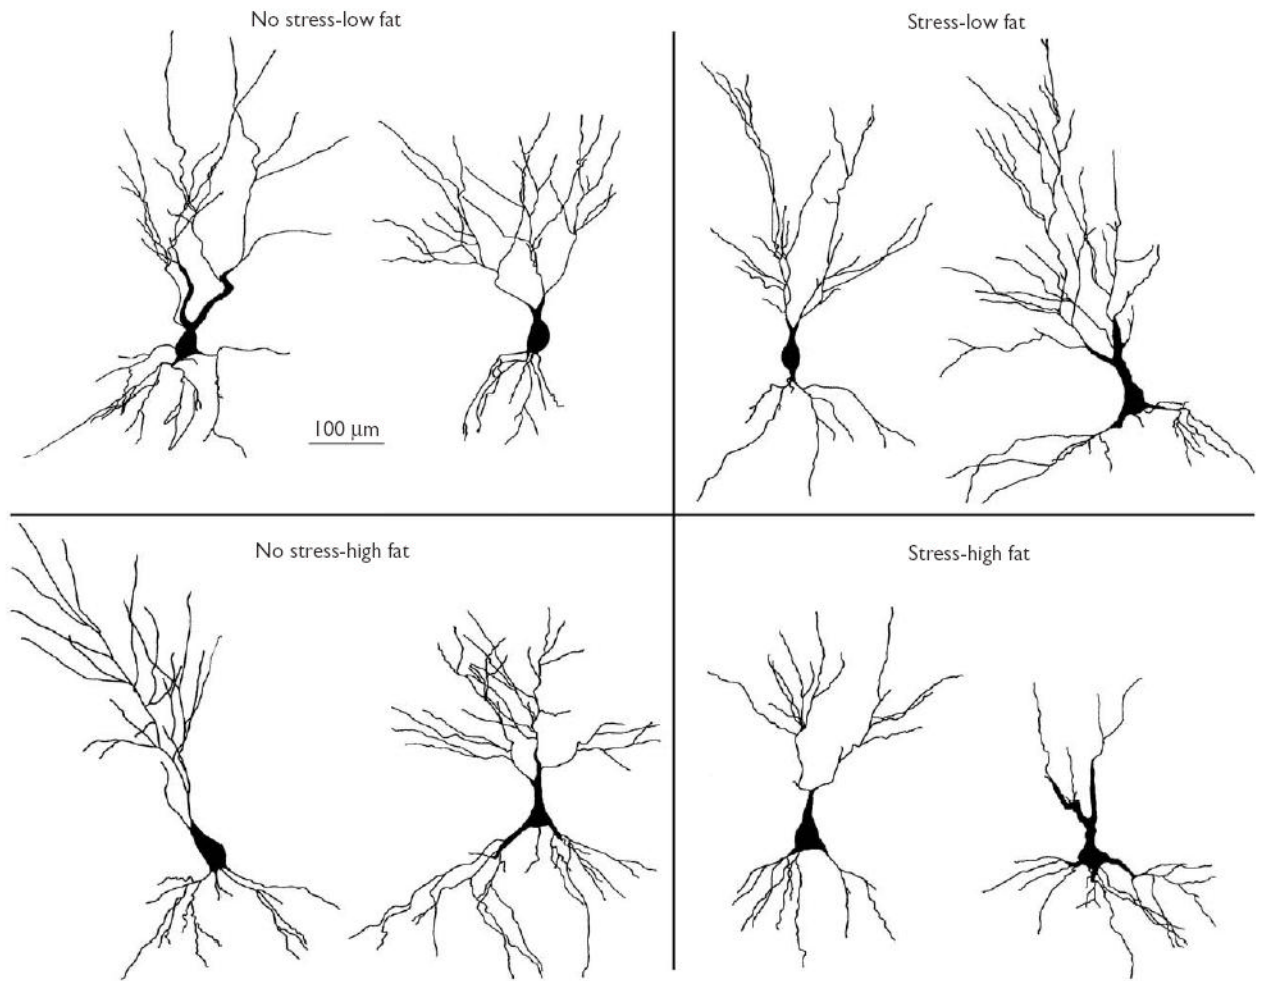 No stress-low fat
Stress-low fat
100 μm
No stress-high fat
Stress-high fat